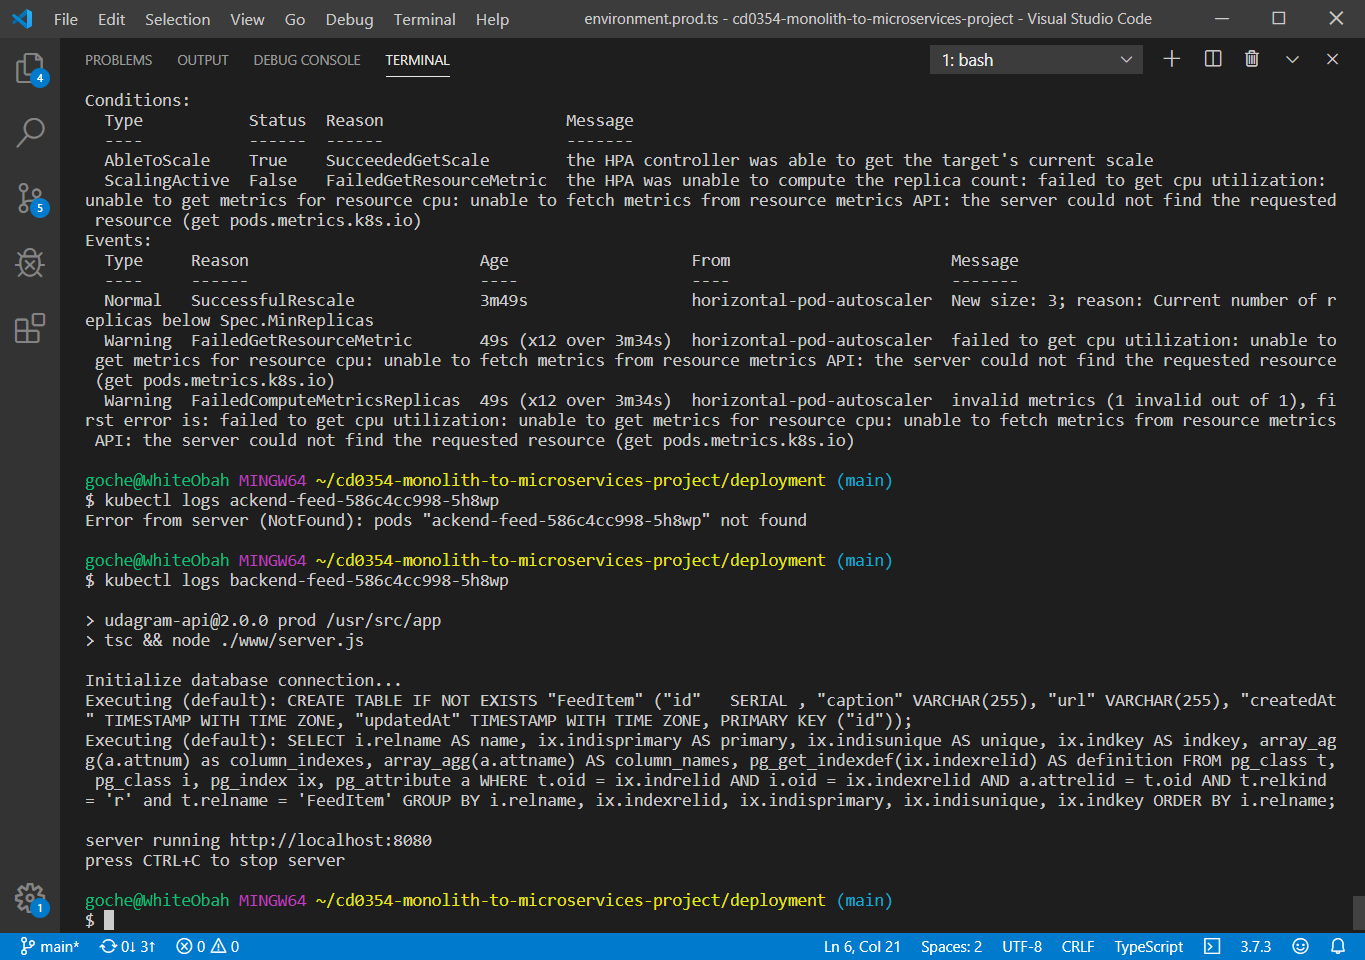 File Edit Selection View Go Debug Terminal Help environment.prod.ts - cd0354-monolith-to-microservices-project - Visual Studio Code
PROBLEMS OUTPUT DEBUG CONSOLE TERMINAL 1: bash
4
5
1
Conditions:
Type Status Reason Message
---- ------ ------ -------
AbleToScale True SucceededGetScale the HPA controller was able to get the target's current scale
ScalingActive False FailedGetResourceMetric the HPA was unable to compute the replica count: failed to get cpu utilization:
unable to get metrics for resource cpu: unable to fetch metrics from resource metrics API: the server could not find the requested
resource (get pods.metrics.k8s.io)
Events:
Type Reason Age From Message
---- ------ ---- ---- -------
Normal SuccessfulRescale 3m49s horizontal-pod-autoscaler New size: 3; reason: Current number of r
eplicas below Spec.MinReplicas
Warning FailedGetResourceMetric 49s (x12 over 3m34s) horizontal-pod-autoscaler failed to get cpu utilization: unable to
get metrics for resource cpu: unable to fetch metrics from resource metrics API: the server could not find the requested resource
(get pods.metrics.k8s.io)
Warning FailedComputeMetricsReplicas 49s (x12 over 3m34s) horizontal-pod-autoscaler invalid metrics (1 invalid out of 1), fi
rst error is: failed to get cpu utilization: unable to get metrics for resource cpu: unable to fetch metrics from resource metrics
API: the server could not find the requested resource (get pods.metrics.k8s.io)
goche@WhiteObah MINGW64 ~/cd0354-monolith-to-microservices-project/deployment (main)
$ kubectl logs ackend-feed-586c4cc998-5h8wp
Error from server (NotFound): pods "ackend-feed-586c4cc998-5h8wp" not found
goche@WhiteObah MINGW64 ~/cd0354-monolith-to-microservices-project/deployment (main)
$ kubectl logs backend-feed-586c4cc998-5h8wp
> udagram-api@2.0.0 prod /usr/src/app
> tsc && node ./www/server.js
Initialize database connection...
Executing (default): CREATE TABLE IF NOT EXISTS "FeedItem" ("id"   SERIAL , "caption" VARCHAR(255), "url" VARCHAR(255), "createdAt
" TIMESTAMP WITH TIME ZONE, "updatedAt" TIMESTAMP WITH TIME ZONE, PRIMARY KEY ("id"));
Executing (default): SELECT i.relname AS name, ix.indisprimary AS primary, ix.indisunique AS unique, ix.indkey AS indkey, array_ag
g(a.attnum) as column_indexes, array_agg(a.attname) AS column_names, pg_get_indexdef(ix.indexrelid) AS definition FROM pg_class t,
pg_class i, pg_index ix, pg_attribute a WHERE t.oid = ix.indrelid AND i.oid = ix.indexrelid AND a.attrelid = t.oid AND t.relkind
= 'r' and t.relname = 'FeedItem' GROUP BY i.relname, ix.indexrelid, ix.indisprimary, ix.indisunique, ix.indkey ORDER BY i.relname;
server running http://localhost:8080
press CTRL+C to stop server
goche@WhiteObah MINGW64 ~/cd0354-monolith-to-microservices-project/deployment (main)
$
main* 0↓ 3↑ 0 0 Ln 6, Col 21 Spaces: 2 UTF-8 CRLF TypeScript 3.7.3